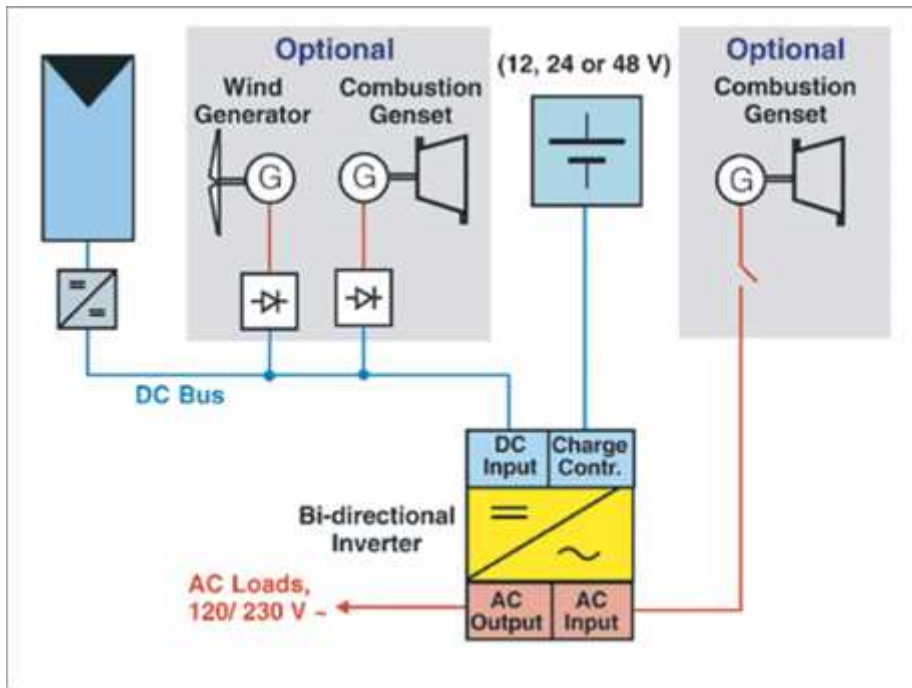 Optional
Wind
Generator
Combustion
Genset
G
G
(12, 24 or 48 V)
Optional
Combustion
Genset
G
DC Bus
DC
Input
Charge
Contr.
Bi-directional
Inverter
AC Loads,
120/ 230 V ~
AC
Output
AC
Input